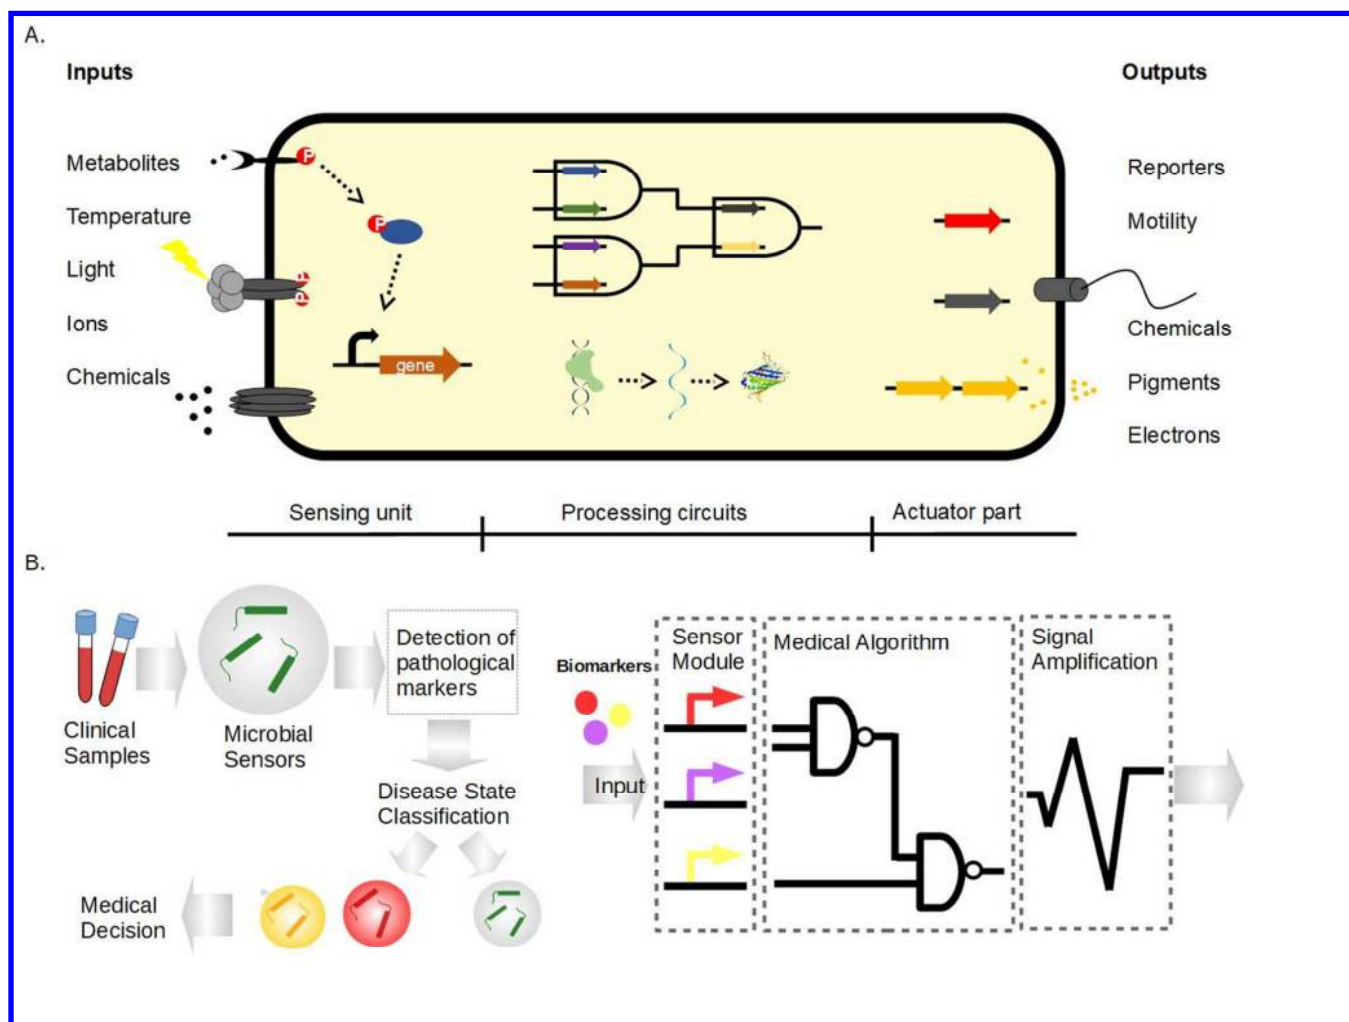 A.
Inputs
Outputs
Metabolites
Temperature
Light
Ions
Chemicals
P
P
P
P
gene
Reporters
Motility
Chemicals
Pigments
Electrons
Sensing unit
Processing circuits
Actuator part
B.
Clinical
Samples
Microbial
Sensors
Detection of
pathological
markers
Disease State
Classification
Medical
Decision
Biomarkers
Input
Sensor
Module
Medical Algorithm
Signal
Amplification